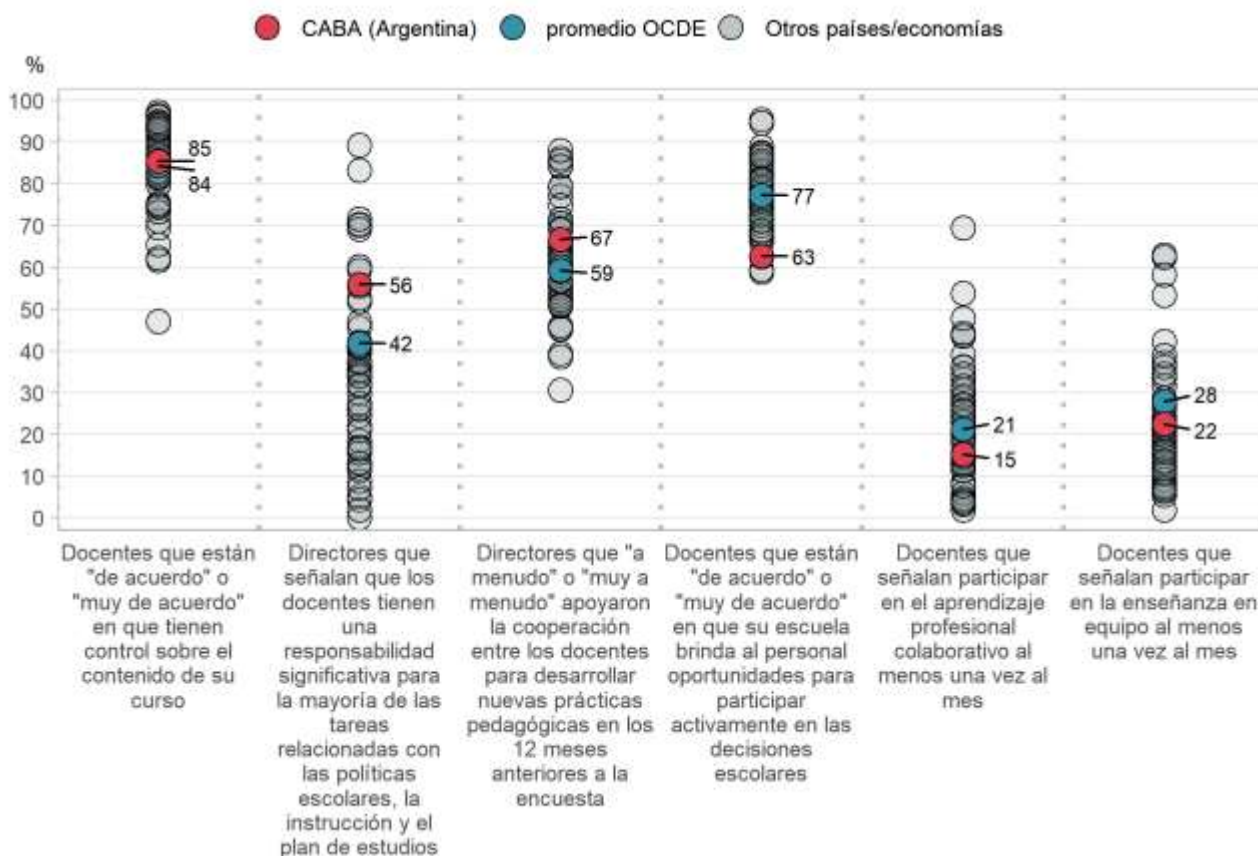 CABA (Argentina) promedio OCDE Otros países/economías
%
100
90
80
70
60
50
40
30
20
10
0
85
84
56
42
67
59
77
63
21
15
28
22
Docentes que están
"de acuerdo" o
"muy de acuerdo"
en que tienen
control sobre el
contenido de su
curso
Directores que
señalan que los
docentes tienen
una
responsabilidad
significativa para
la mayoría de las
tareas
relacionadas con
las políticas
escolares, la
instrucción y el
plan de estudios
Directores que "a
menudo" o "muy a
menudo" apoyaron
la cooperación
entre los docentes
para desarrollar
nuevas prácticas
pedagógicas en los
12 meses
anteriores a la
encuesta
Docentes que están
"de acuerdo" o
"muy de acuerdo"
en que su escuela
brinda al personal
oportunidades para
participar
activamente en las
decisiones
escolares
Docentes que
señalan participar
en el aprendizaje
profesional
colaborativo al
menos una vez al
mes
Docentes que
señalan participar
en la enseñanza en
equipo al menos
una vez al mes